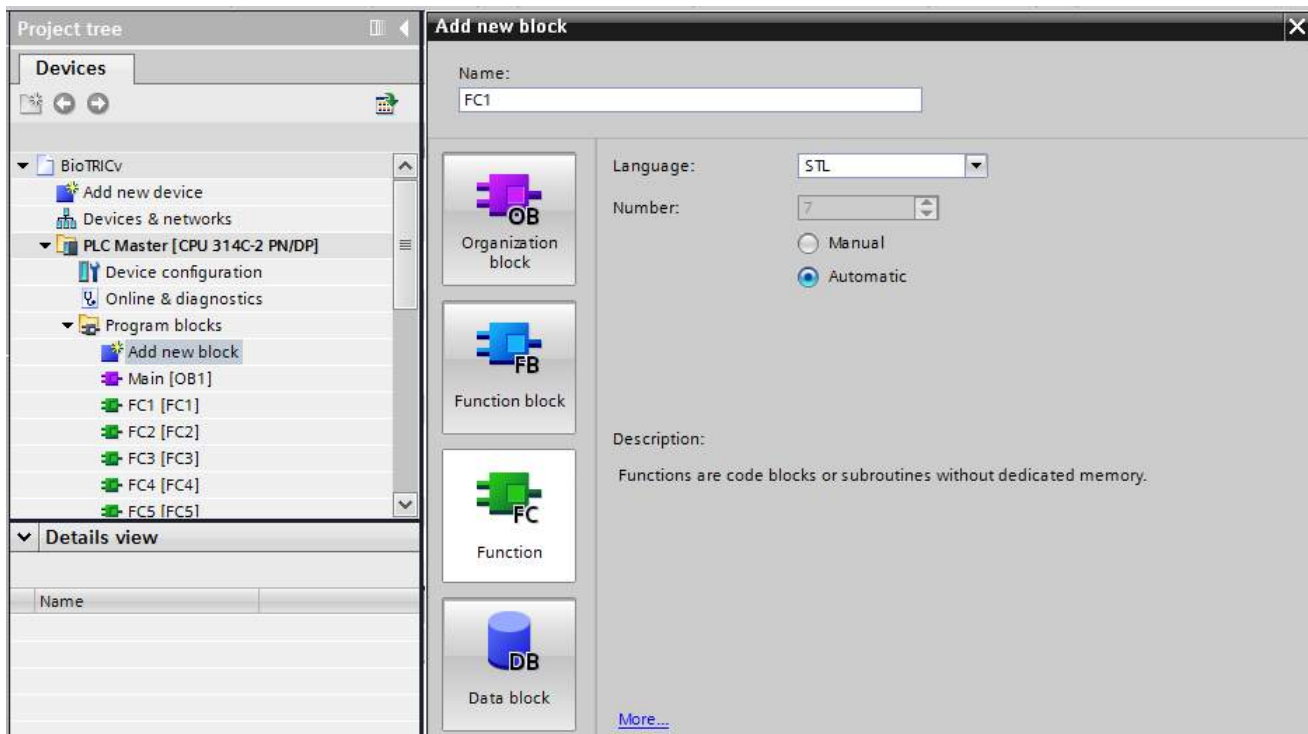 Project tree
Devices
BioTRICv
Add new device
Devices & networks
PLC Master [CPU 314C-2 PN/DP]
Device configuration
Online & diagnostics
Program blocks
Add new block
Main [OB1]
FC1 [FC1]
FC2 [FC2]
FC3 [FC3]
FC4 [FC4]
FC5 [FC5]
Details view
Name
Add new block
Name:
FC1
OB
Organization
block
FB
Function block
FC
Function
DB
Data block
Language: STL
Number: 7
Manual
Automatic
Description:
Functions are code blocks or subroutines without dedicated memory.
More...